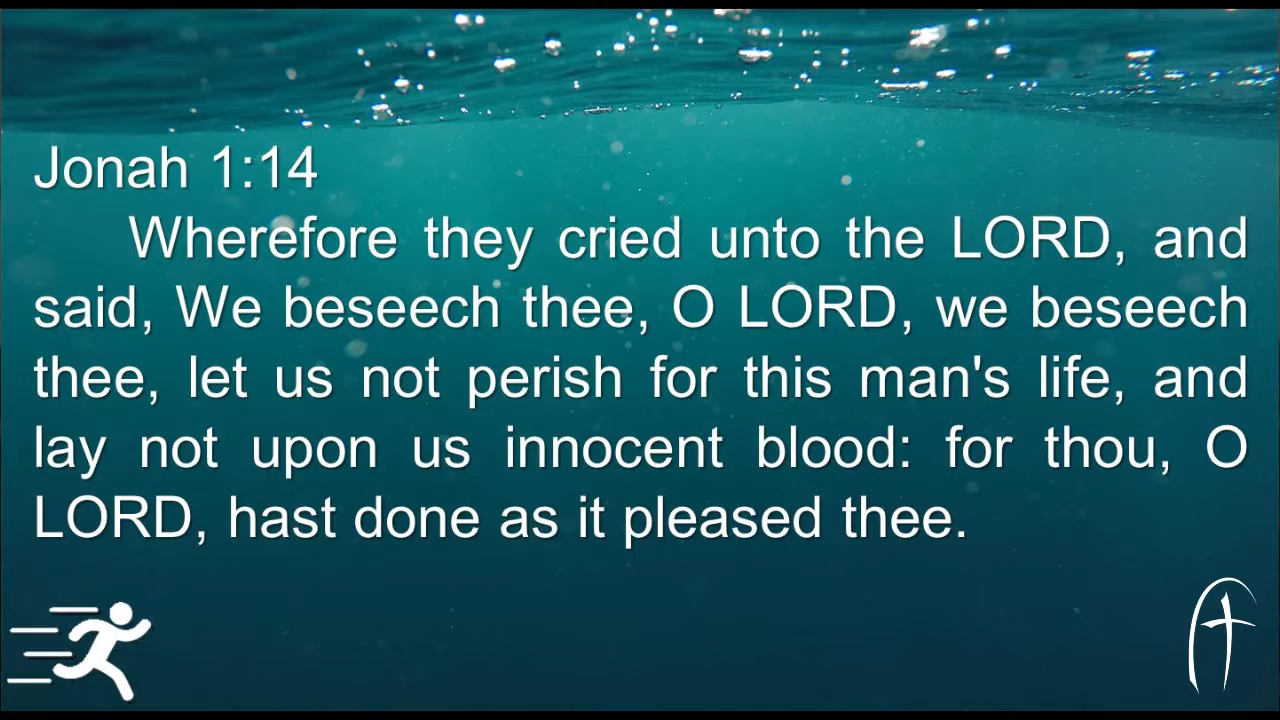 Jonah 1:14
Wherefore they cried unto the LORD, and
said, We beseech thee, O LORD, we beseech
thee, let us not perish for this man's life, and
lay not upon us innocent blood: for thou, O
LORD, hast done as it pleased thee.